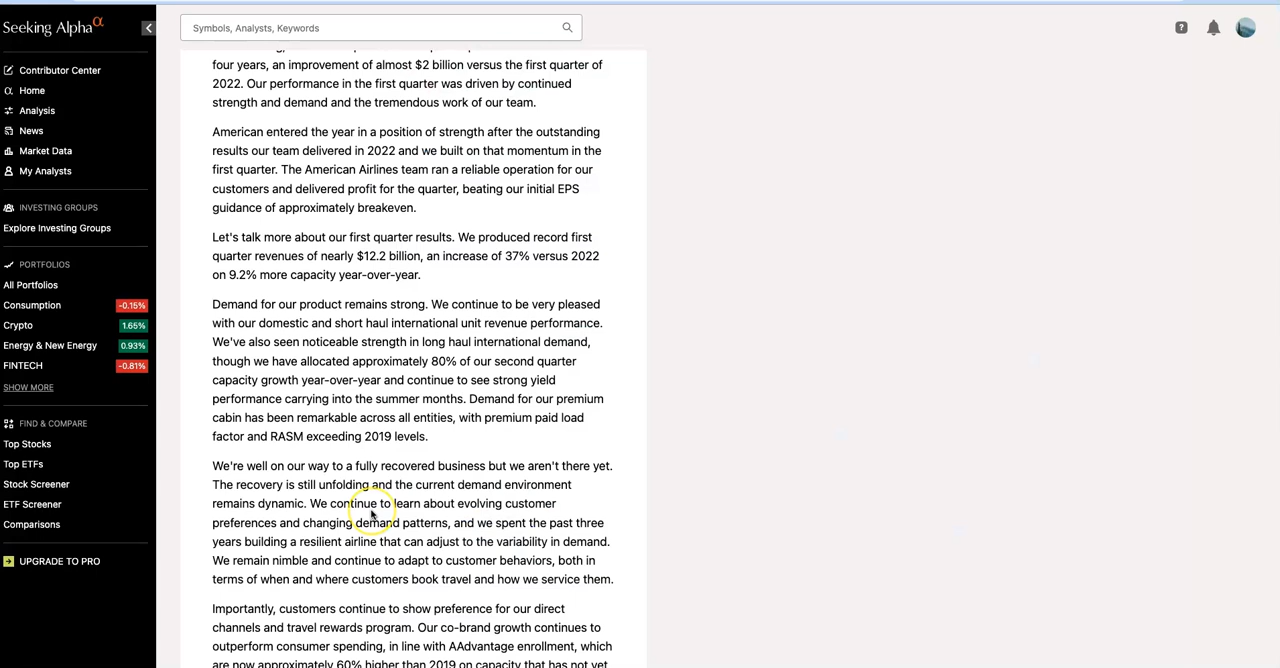 Seeking Alpha α
Symbols, Analysts, Keywords
?
Contributor Center
Home
Analysis
News
Market Data
My Analysts
INVESTING GROUPS
Explore Investing Groups
PORTFOLIOS
All Portfolios
Consumption -0.15%
Crypto 1.65%
Energy & New Energy 0.93%
FINTECH -0.81%
SHOW MORE
FIND & COMPARE
Top Stocks
Top ETFs
Stock Screener
ETF Screener
Comparisons
UPGRADE TO PRO
four years, an improvement of almost $2 billion versus the first quarter of
2022. Our performance in the first quarter was driven by continued
strength and demand and the tremendous work of our team.
American entered the year in a position of strength after the outstanding
results our team delivered in 2022 and we built on that momentum in the
first quarter. The American Airlines team ran a reliable operation for our
customers and delivered profit for the quarter, beating our initial EPS
guidance of approximately breakeven.
Let's talk more about our first quarter results. We produced record first
quarter revenues of nearly $12.2 billion, an increase of 37% versus 2022
on 9.2% more capacity year-over-year.
Demand for our product remains strong. We continue to be very pleased
with our domestic and short haul international unit revenue performance.
We've also seen noticeable strength in long haul international demand,
though we have allocated approximately 80% of our second quarter
capacity growth year-over-year and continue to see strong yield
performance carrying into the summer months. Demand for our premium
cabin has been remarkable across all entities, with premium paid load
factor and RASM exceeding 2019 levels.
We're well on our way to a fully recovered business but we aren't there yet.
The recovery is still unfolding and the current demand environment
remains dynamic. We continue to learn about evolving customer
preferences and changing demand patterns, and we spent the past three
years building a resilient airline that can adjust to the variability in demand.
We remain nimble and continue to adapt to customer behaviors, both in
terms of when and where customers book travel and how we service them.
Importantly, customers continue to show preference for our direct
channels and travel rewards program. Our co-brand growth continues to
outperform consumer spending, in line with AAdvantage enrollment, which
are now approximately 60% higher than 2019 on capacity that has not yet